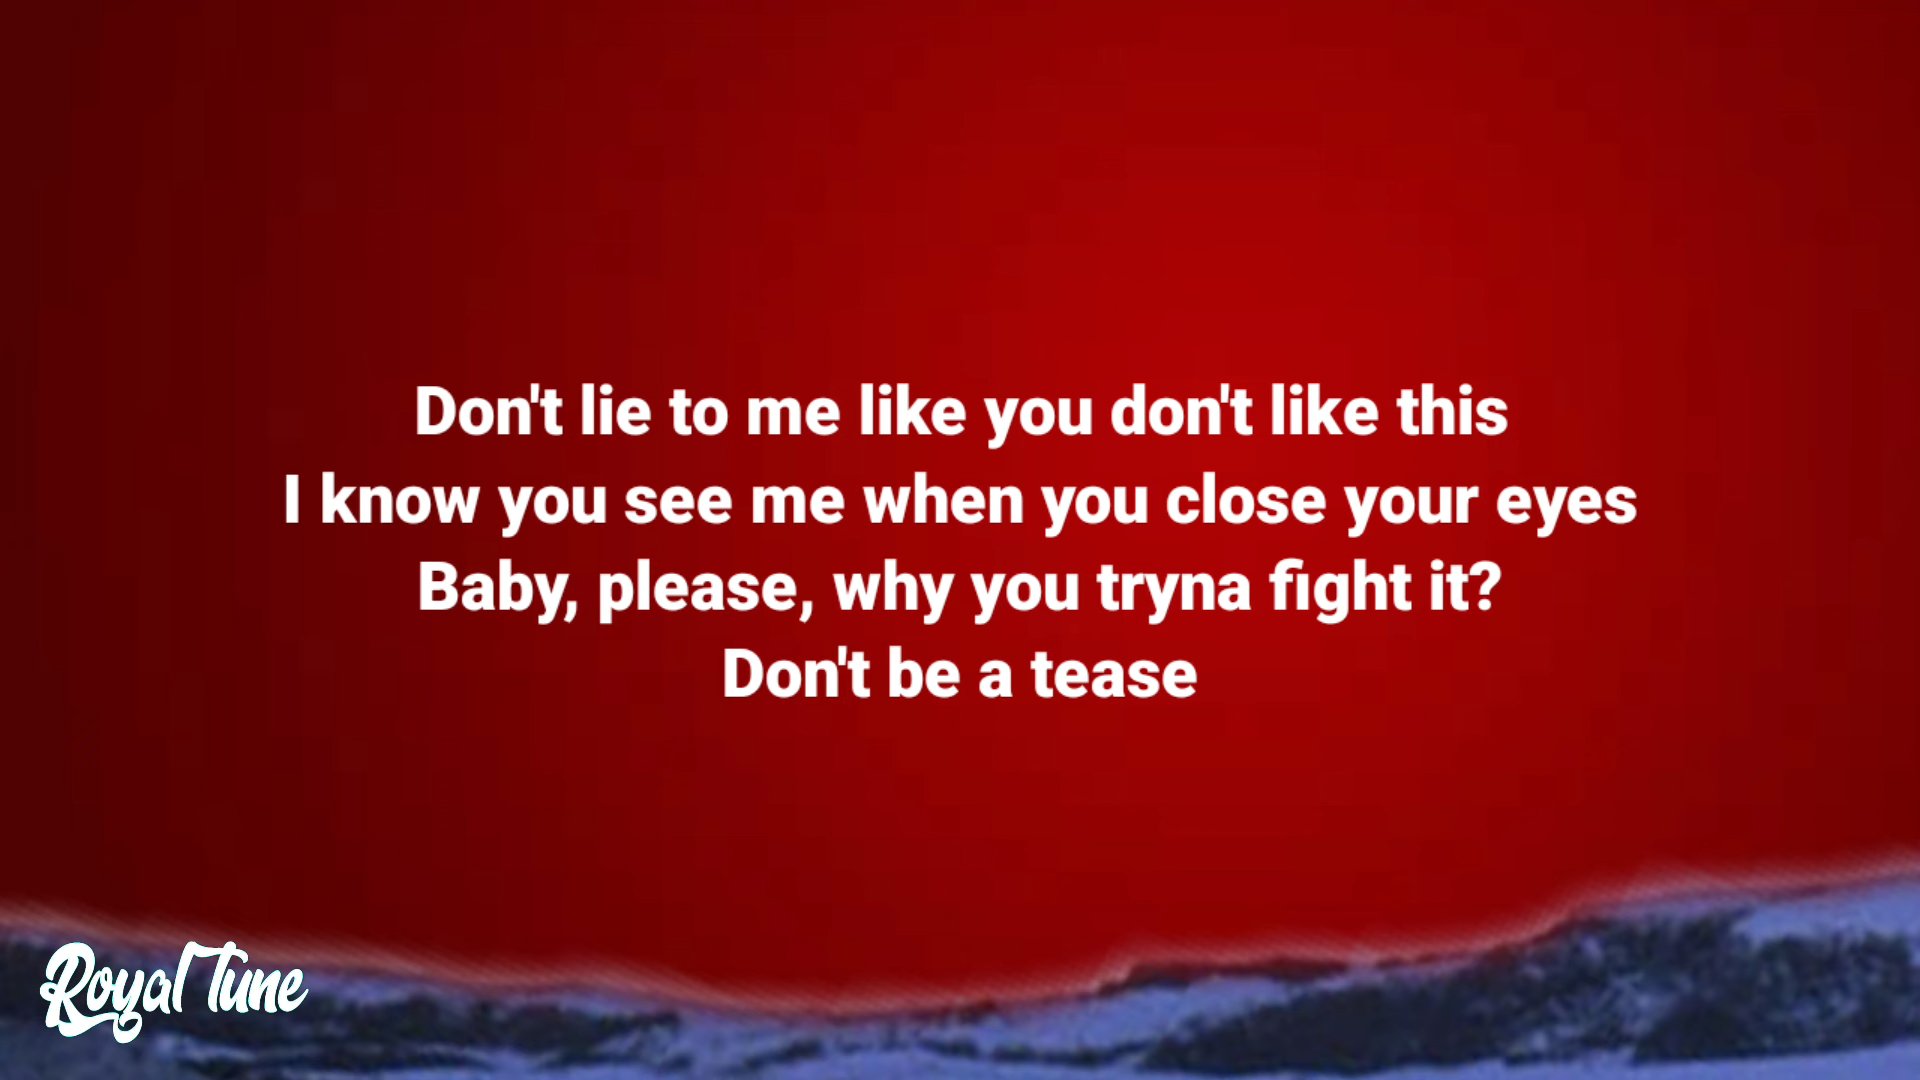 Don't lie to me like you don't like this
I know you see me when you close your eyes
Baby, please, why you tryna fight it?
Don't be a tease
Royal Tune